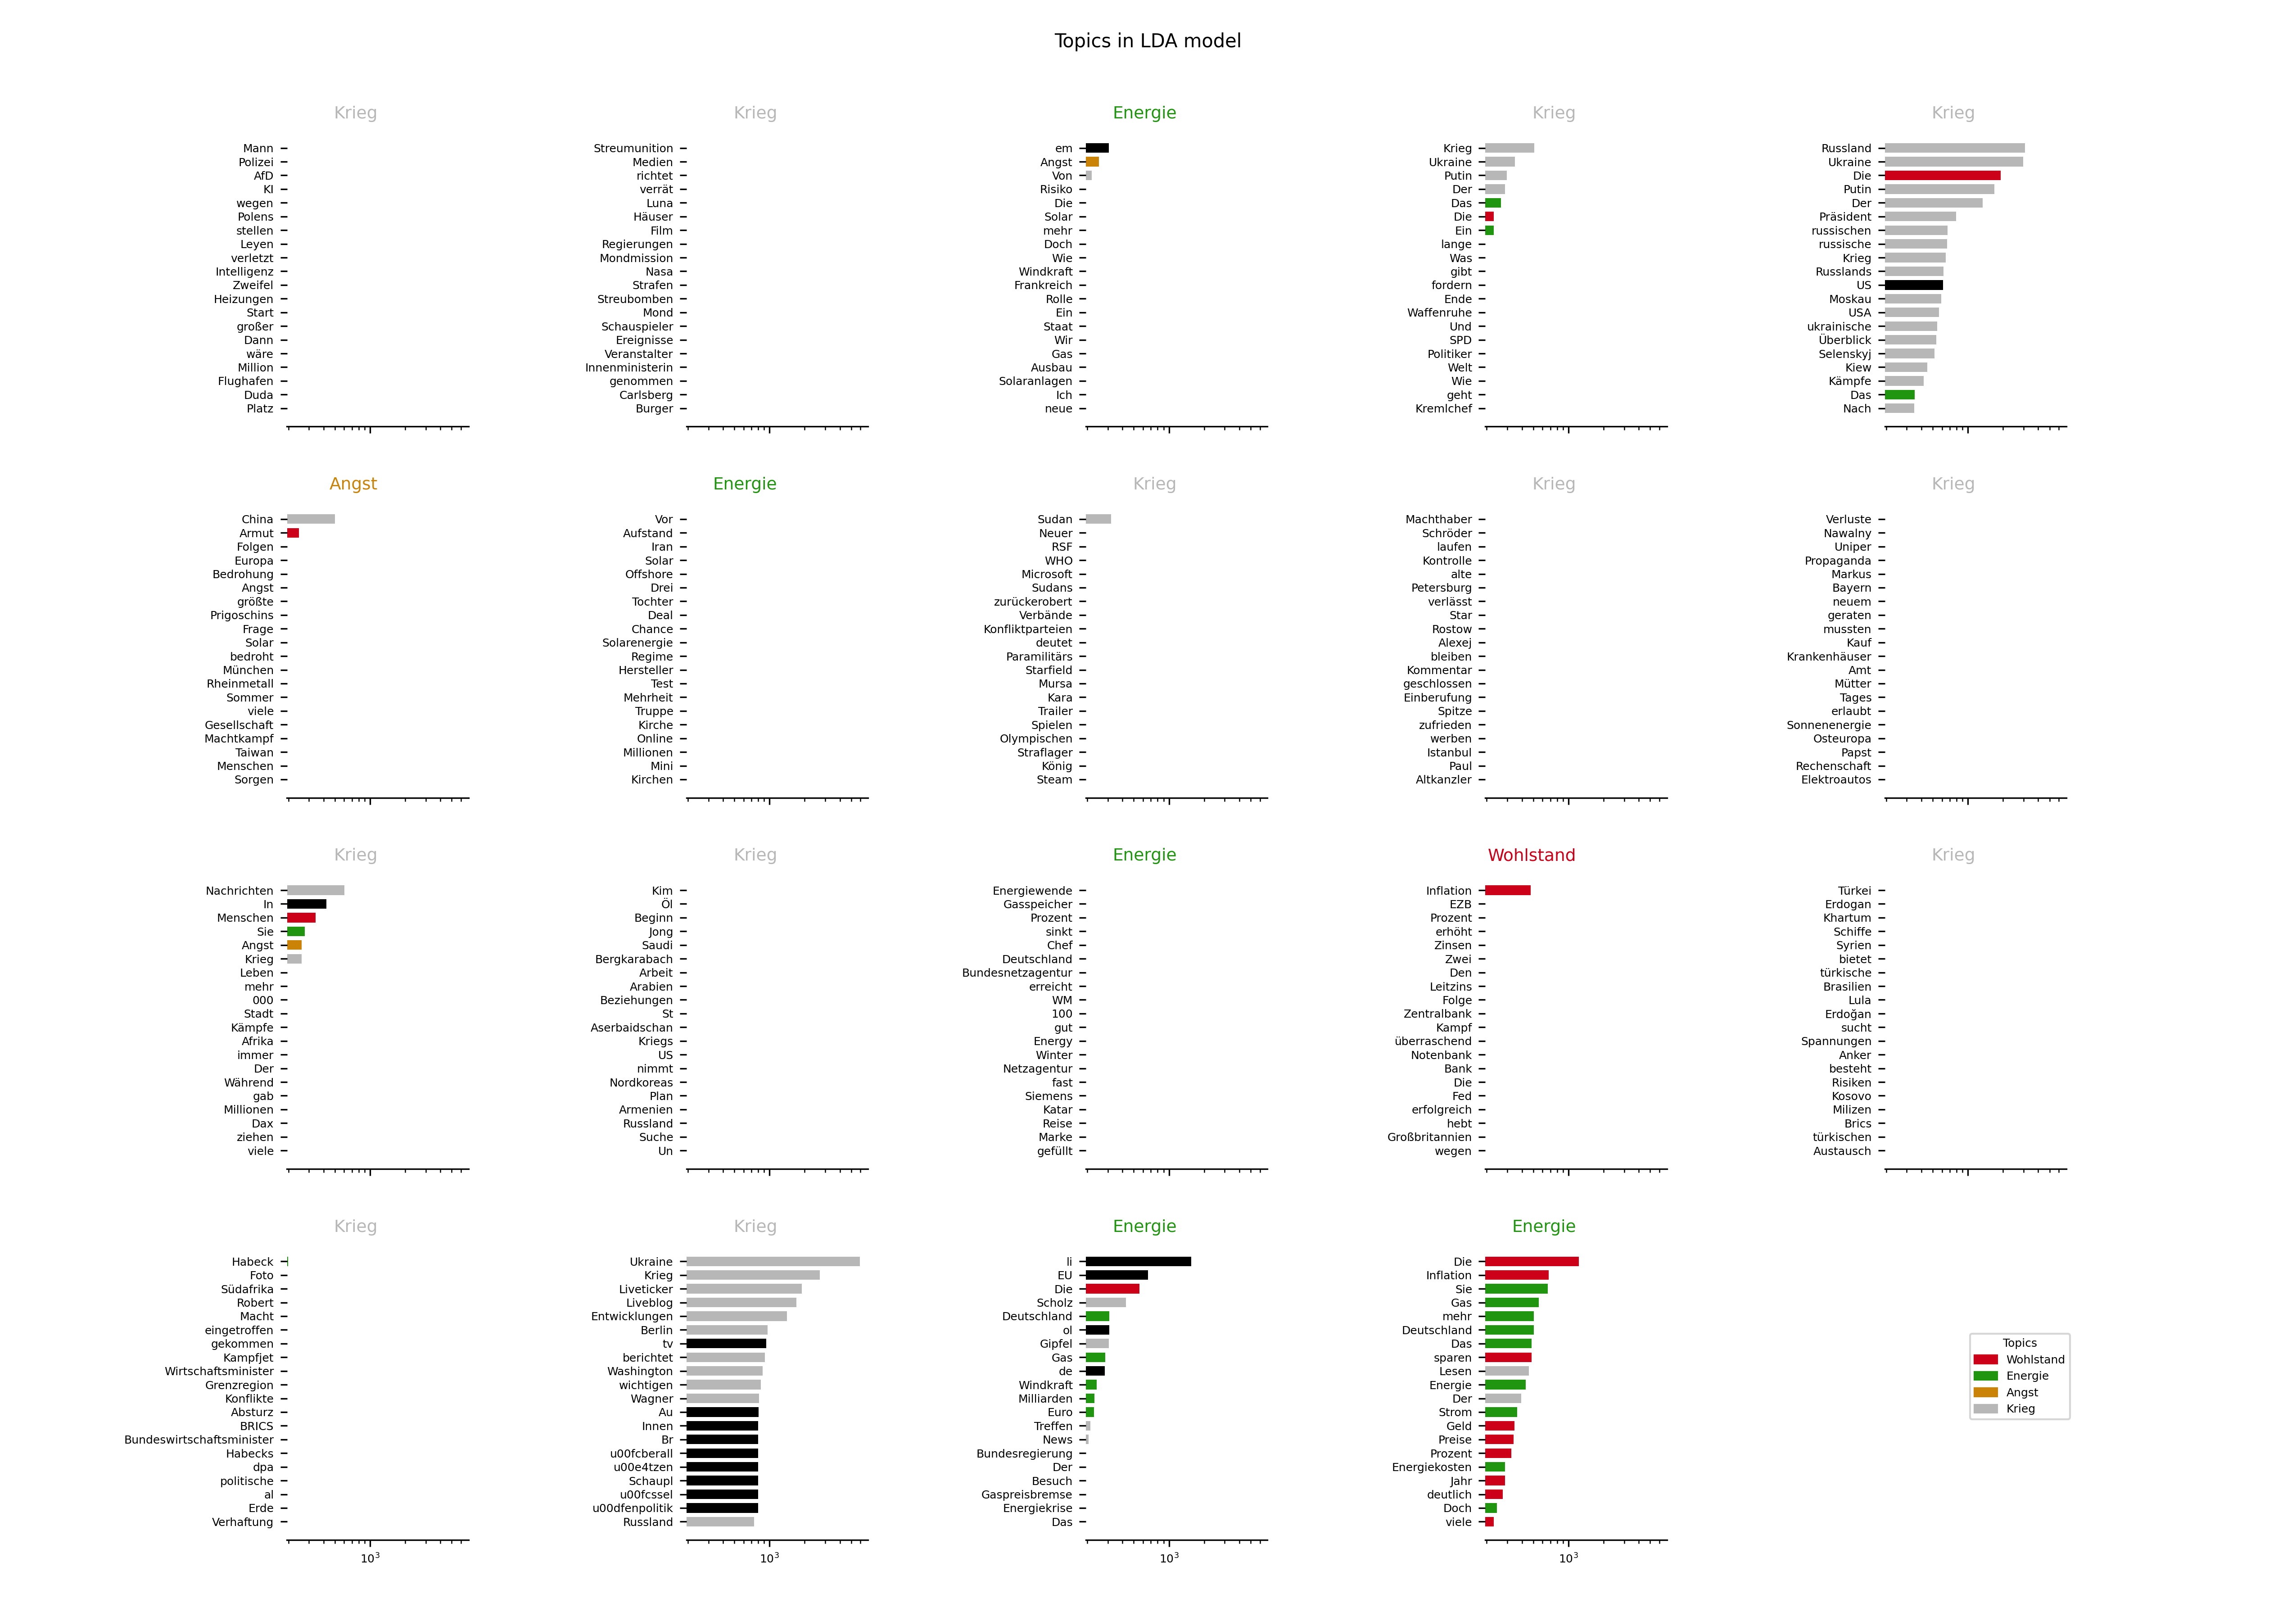 Topics in LDA model
Krieg
Mann
Polizei
AfD
KI
wegen
Polens
stellen
Leyen
verletzt
Intelligenz
Zweifel
Heizungen
Start
großer
Dann
wäre
Million
Flughafen
Duda
Platz
Krieg
Streumunition
Medien
richtet
verrät
Luna
Häuser
Film
Regierungen
Mondmission
Nasa
Strafen
Streubomben
Mond
Schauspieler
Ereignisse
Veranstalter
Innenministerin
genommen
Carlsberg
Burger
Energie
em
Angst
Von
Risiko
Die
Solar
mehr
Doch
Wie
Windkraft
Frankreich
Rolle
Ein
Staat
Wir
Gas
Ausbau
Solaranlagen
Ich
neue
Krieg
Krieg
Ukraine
Putin
Der
Das
Die
Ein
lange
Was
gibt
fordern
Ende
Waffenruhe
Und
SPD
Politiker
Welt
Wie
geht
Kremlchef
Krieg
Russland
Ukraine
Die
Putin
Der
Präsident
russischen
russische
Krieg
Russlands
US
Moskau
USA
ukrainische
Überblick
Selenskyj
Kiew
Kämpfe
Das
Nach
Angst
China
Armut
Folgen
Europa
Bedrohung
Angst
größte
Prigoschins
Frage
Solar
bedroht
München
Rheinmetall
Sommer
viele
Gesellschaft
Machtkampf
Taiwan
Menschen
Sorgen
Energie
Vor
Aufstand
Iran
Solar
Offshore
Drei
Tochter
Deal
Chance
Solarenergie
Regime
Hersteller
Test
Mehrheit
Truppe
Kirche
Online
Millionen
Mini
Kirchen
Krieg
Sudan
Neuer
RSF
WHO
Microsoft
Sudans
zurückerobert
Verbände
Konfliktparteien
deutet
Paramilitärs
Starfield
Mursa
Kara
Trailer
Spielen
Olympischen
Straflager
König
Steam
Krieg
Machthaber
Schröder
laufen
Kontrolle
alte
Petersburg
verlässt
Star
Rostow
Alexej
bleiben
Kommentar
geschlossen
Einberufung
Spitze
zufrieden
werben
Istanbul
Paul
Altkanzler
Krieg
Verluste
Nawalny
Uniper
Propaganda
Markus
Bayern
neuem
geraten
mussten
Kauf
Krankenhäuser
Amt
Mütter
Tages
erlaubt
Sonnenenergie
Osteuropa
Papst
Rechenschaft
Elektroautos
Krieg
Nachrichten
In
Menschen
Sie
Angst
Krieg
Leben
mehr
000
Stadt
Kämpfe
Afrika
immer
Der
Während
gab
Millionen
Dax
ziehen
viele
Krieg
Kim
Öl
Beginn
Jong
Saudi
Bergkarabach
Arbeit
Arabien
Beziehungen
St
Aserbaidschan
Kriegs
US
nimmt
Nordkoreas
Plan
Armenien
Russland
Suche
Un
Energie
Energiewende
Gasspeicher
Prozent
sinkt
Chef
Deutschland
Bundesnetzagentur
erreicht
WM
100
gut
Energy
Winter
Netzagentur
fast
Siemens
Katar
Reise
Marke
gefüllt
Wohlstand
Inflation
EZB
Prozent
erhöht
Zinsen
Zwei
Den
Leitzins
Folge
Zentralbank
Kampf
überraschend
Notenbank
Bank
Die
Fed
erfolgreich
hebt
Großbritannien
wegen
Krieg
Türkei
Erdogan
Khartum
Schiffe
Syrien
bietet
türkische
Brasilien
Lula
Erdoğan
sucht
Spannungen
Anker
besteht
Risiken
Kosovo
Milizen
Brics
türkischen
Austausch
Krieg
Habeck
Foto
Südafrika
Robert
Macht
eingetroffen
gekommen
Kampfjet
Wirtschaftsminister
Grenzregion
Konflikte
Absturz
BRICS
Bundeswirtschaftsminister
Habecks
dpa
politische
al
Erde
Verhaftung
10³
Krieg
Ukraine
Krieg
Liveticker
Liveblog
Entwicklungen
Berlin
tv
berichtet
Washington
wichtigen
Wagner
Au
Innen
Br
u00fcberall
u00e4tzen
Schaupl
u00fcssel
u00dfenpolitik
Russland
10³
Energie
li
EU
Die
Scholz
Deutschland
ol
Gipfel
Gas
de
Windkraft
Milliarden
Euro
Treffen
News
Bundesregierung
Der
Besuch
Gaspreisbremse
Energiekrise
Das
10³
Energie
Die
Inflation
Sie
Gas
mehr
Deutschland
Das
sparen
Lesen
Energie
Der
Strom
Geld
Preise
Prozent
Energiekosten
Jahr
deutlich
Doch
viele
10³
Topics
Wohlstand
Energie
Angst
Krieg